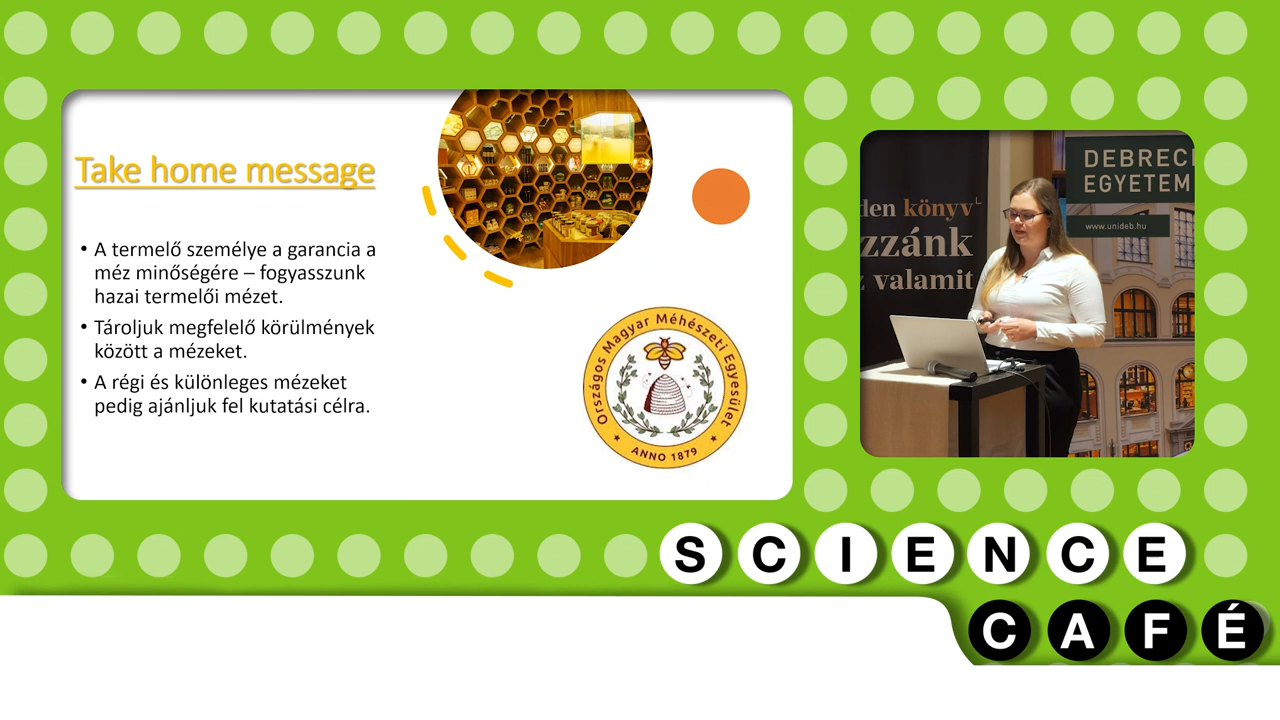 Take home message
• A termelő személye a garancia a
méz minőségére – fogyasszunk
hazai termelői mézet.
• Tároljuk megfelelő körülmények
között a mézeket.
• A régi és különleges mézeket
pedig ajánljuk fel kutatási célra.
Országos Magyar Méhészeti Egyesület
ANNO 1879
könyv
valamit
DEBRECE
EGYETEM
www.unideb.hu
SCIENCE
CAFÉ